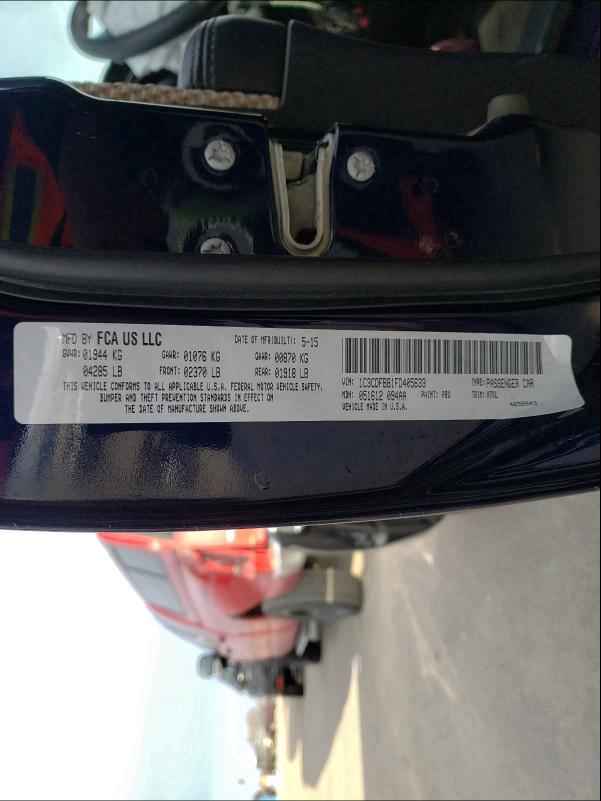 MFD BY FCA US LLC DATE OF MFR(BUILT): 5-15
GVWR: 01944 KG GAWR: 01076 KG GAWR: 00870 KG
04285 LB FRONT: 02370 LB REAR: 01918 LB
THIS VEHICLE CONFORMS TO ALL APPLICABLE U.S.A. FEDERAL MOTOR VEHICLE SAFETY,
BUMPER AND THEFT PREVENTION STANDARDS IN EFFECT ON
THE DATE OF MANUFACTURE SHOWN ABOVE.
VIN: 1C3CDFBB1FD405633 TYPE: PASSENGER CAR
MDH: 051612 094AA PAINT: PBU TRIM: H7XL
MADE IN U.S.A.